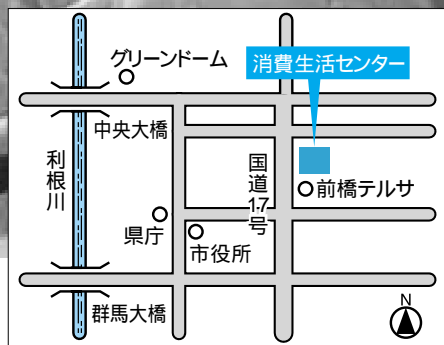 グリーンドーム
消費生活センター
中央大橋
利根川
国道17号
前橋テルサ
県庁
市役所
群馬大橋
N